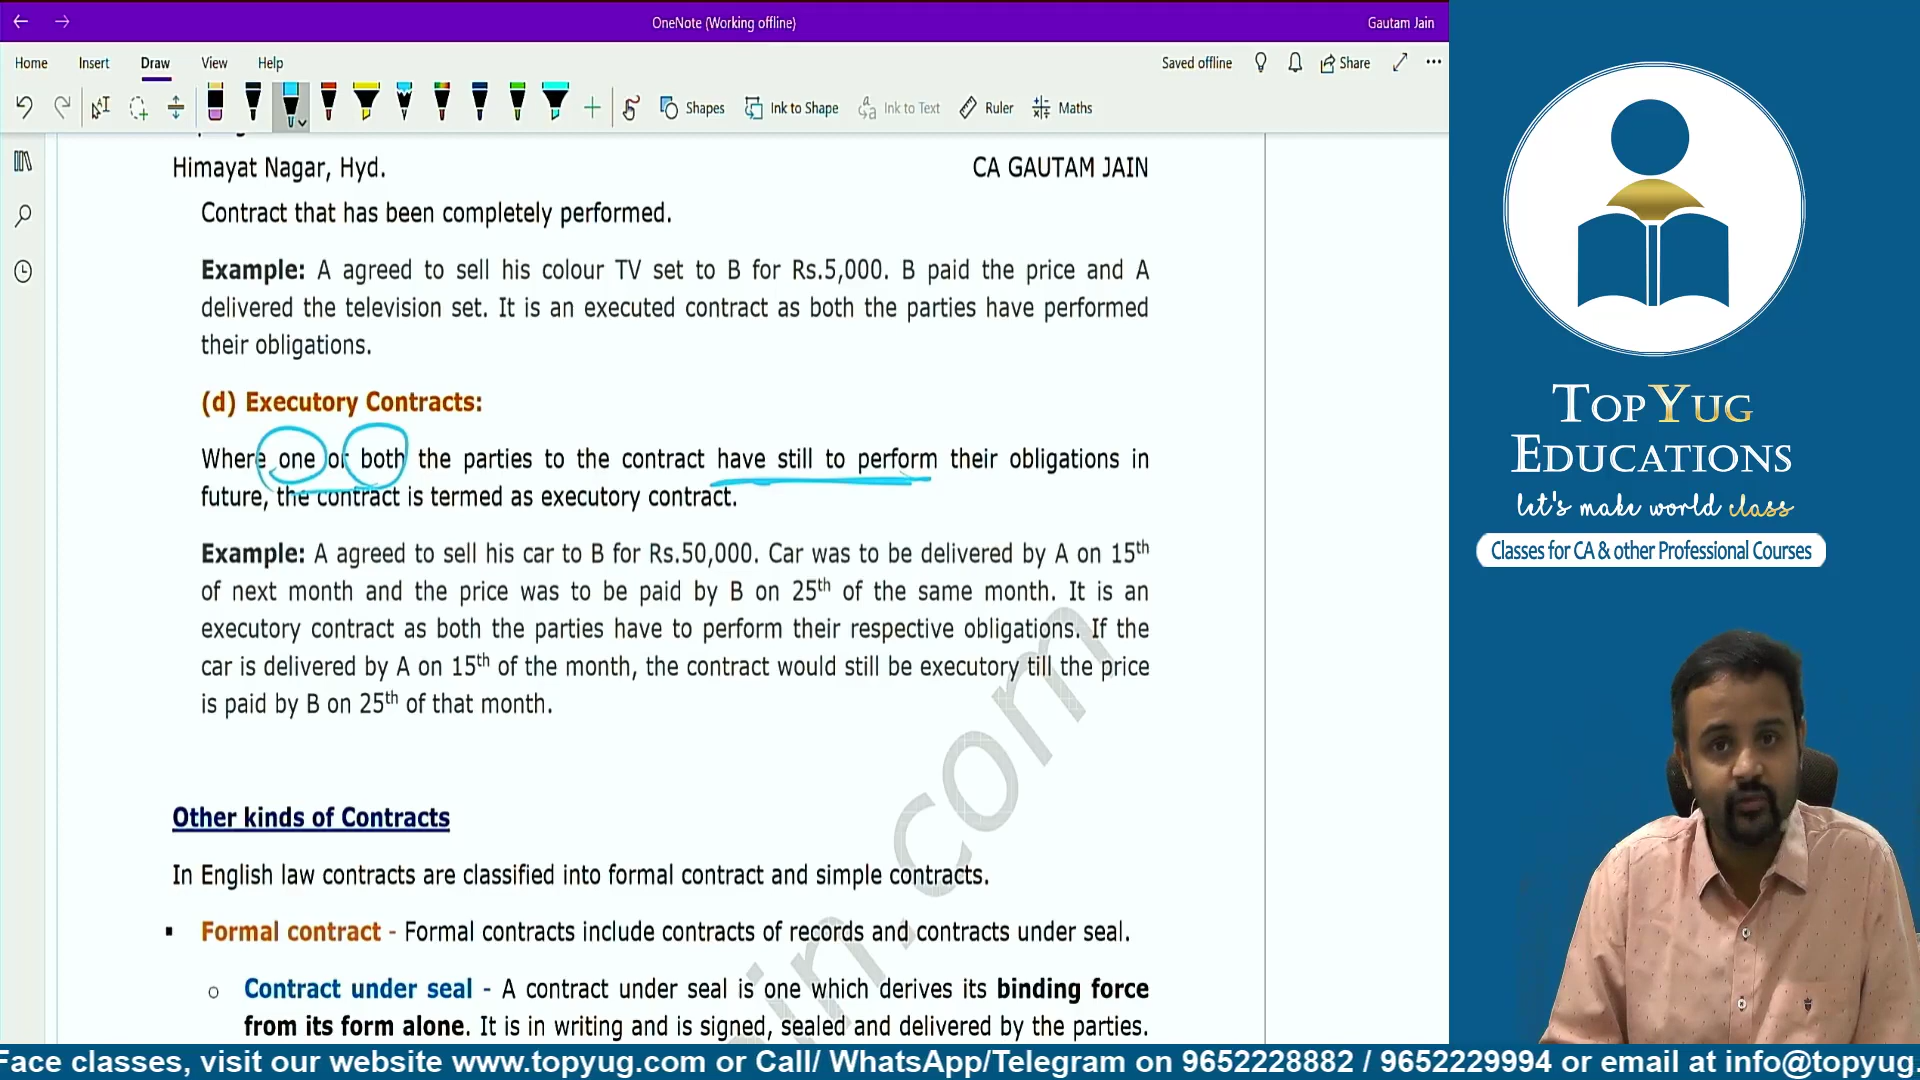 OneNote (Working offline)
Gautam Jain
Home
Insert
Draw
View
Help
Saved offline
Share
Shapes
Ink to Shape
Ink to Text
Ruler
Maths
Himayat Nagar, Hyd.
CA GAUTAM JAIN
Contract that has been completely performed.
Example: A agreed to sell his colour TV set to B for Rs.5,000. B paid the price and A
delivered the television set. It is an executed contract as both the parties have performed
their obligations.
(d) Executory Contracts:
Where one or both the parties to the contract have still to perform their obligations in
future, the contract is termed as executory contract.
Example: A agreed to sell his car to B for Rs.50,000. Car was to be delivered by A on 15th
of next month and the price was to be paid by B on 25th of the same month. It is an
executory contract as both the parties have to perform their respective obligations. If the
car is delivered by A on 15th of the month, the contract would still be executory till the price
is paid by B on 25th of that month.
Other kinds of Contracts
In English law contracts are classified into formal contract and simple contracts.
▪ Formal contract - Formal contracts include contracts of records and contracts under seal.
o Contract under seal - A contract under seal is one which derives its binding force
from its form alone. It is in writing and is signed, sealed and delivered by the parties.
in.com
TOPYUG
EDUCATIONS
let's make world class
Classes for CA & other Professional Courses
Face classes, visit our website www.topyug.com or Call/ WhatsApp/Telegram on 9652228882 / 9652229994 or email at info@topyug.